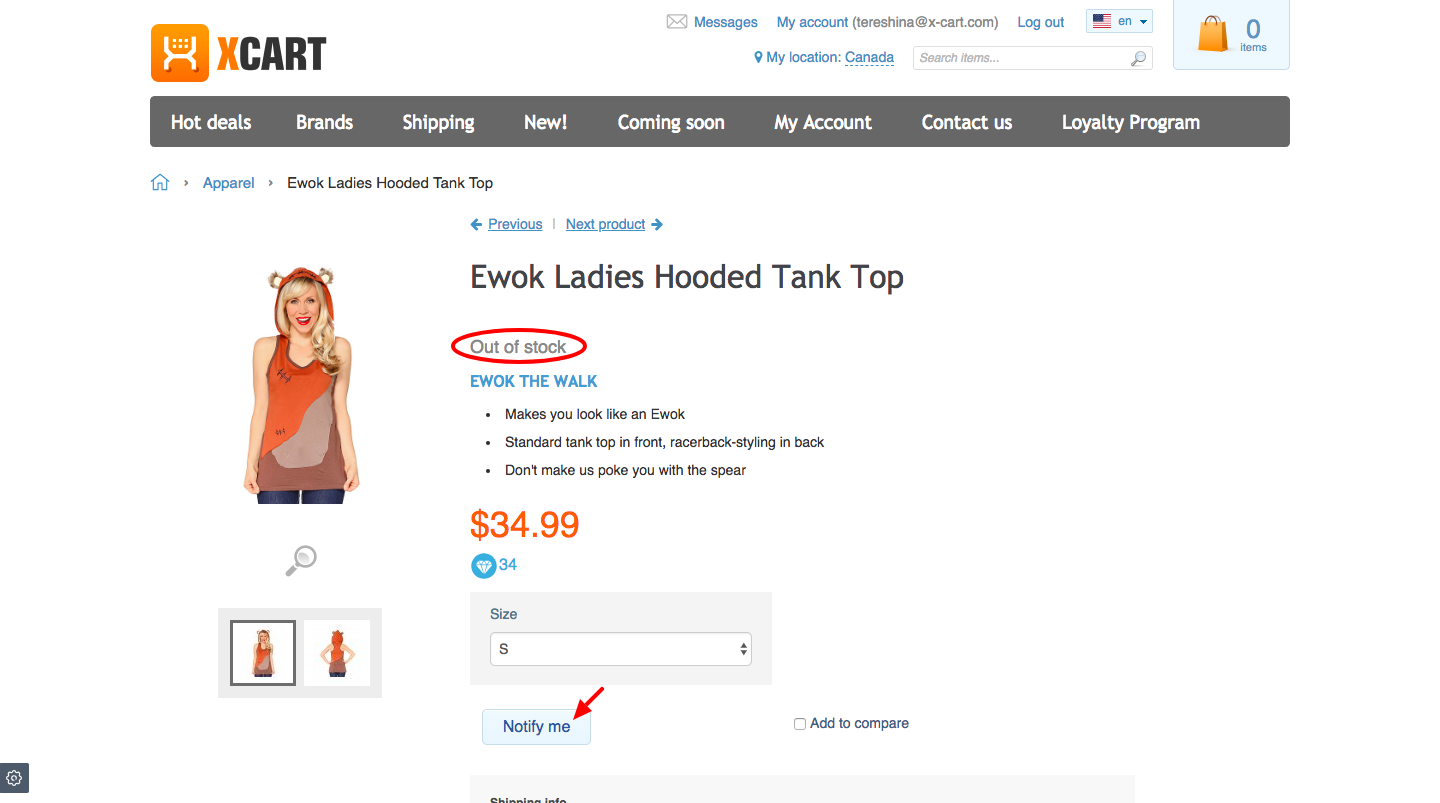 Messages My account (tereshina@x-cart.com) Log out en
0
items
XCART
My location: Canada Search items...
Hot deals Brands Shipping New! Coming soon My Account Contact us Loyalty Program
› Apparel › Ewok Ladies Hooded Tank Top
Previous | Next product
Ewok Ladies Hooded Tank Top
Out of stock
EWOK THE WALK
• Makes you look like an Ewok
• Standard tank top in front, racerback-styling in back
• Don't make us poke you with the spear
$34.99
34
Size
S
Notify me Add to compare
Shipping info